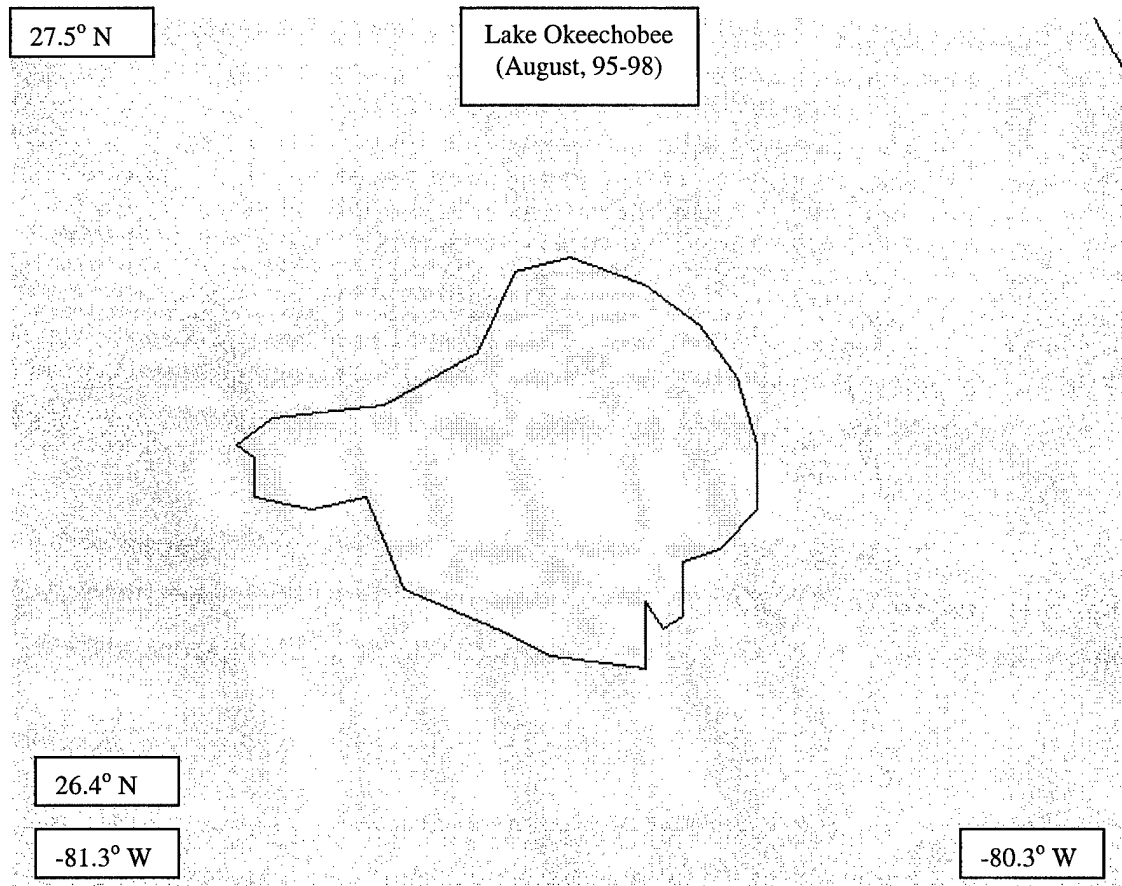 27.5° N
Lake Okeechobee
(August, 95-98)
26.4° N
-81.3° W
-80.3° W